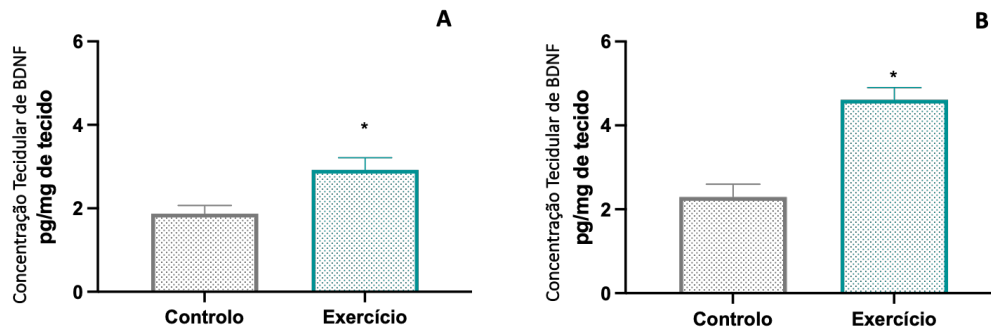 A
Concentração Tecidular de BDNF
pg/mg de tecido
6
4
2
0
*
Controlo
Exercício
B
Concentração Tecidular de BDNF
pg/mg de tecido
6
4
2
0
*
Controlo
Exercício